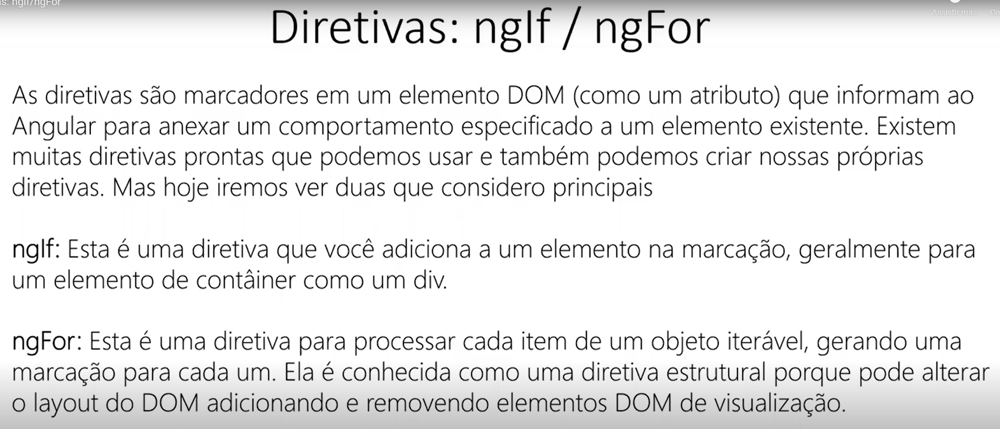 s: ngIf/ngFor
Assistir ma...
Co
Diretivas: ngIf / ngFor
As diretivas são marcadores em um elemento DOM (como um atributo) que informam ao
Angular para anexar um comportamento especificado a um elemento existente. Existem
muitas diretivas prontas que podemos usar e também podemos criar nossas próprias
diretivas. Mas hoje iremos ver duas que considero principais
ngIf: Esta é uma diretiva que você adiciona a um elemento na marcação, geralmente para
um elemento de contâiner como um div.
ngFor: Esta é uma diretiva para processar cada item de um objeto iterável, gerando uma
marcação para cada um. Ela é conhecida como uma diretiva estrutural porque pode alterar
o layout do DOM adicionando e removendo elementos DOM de visualização.